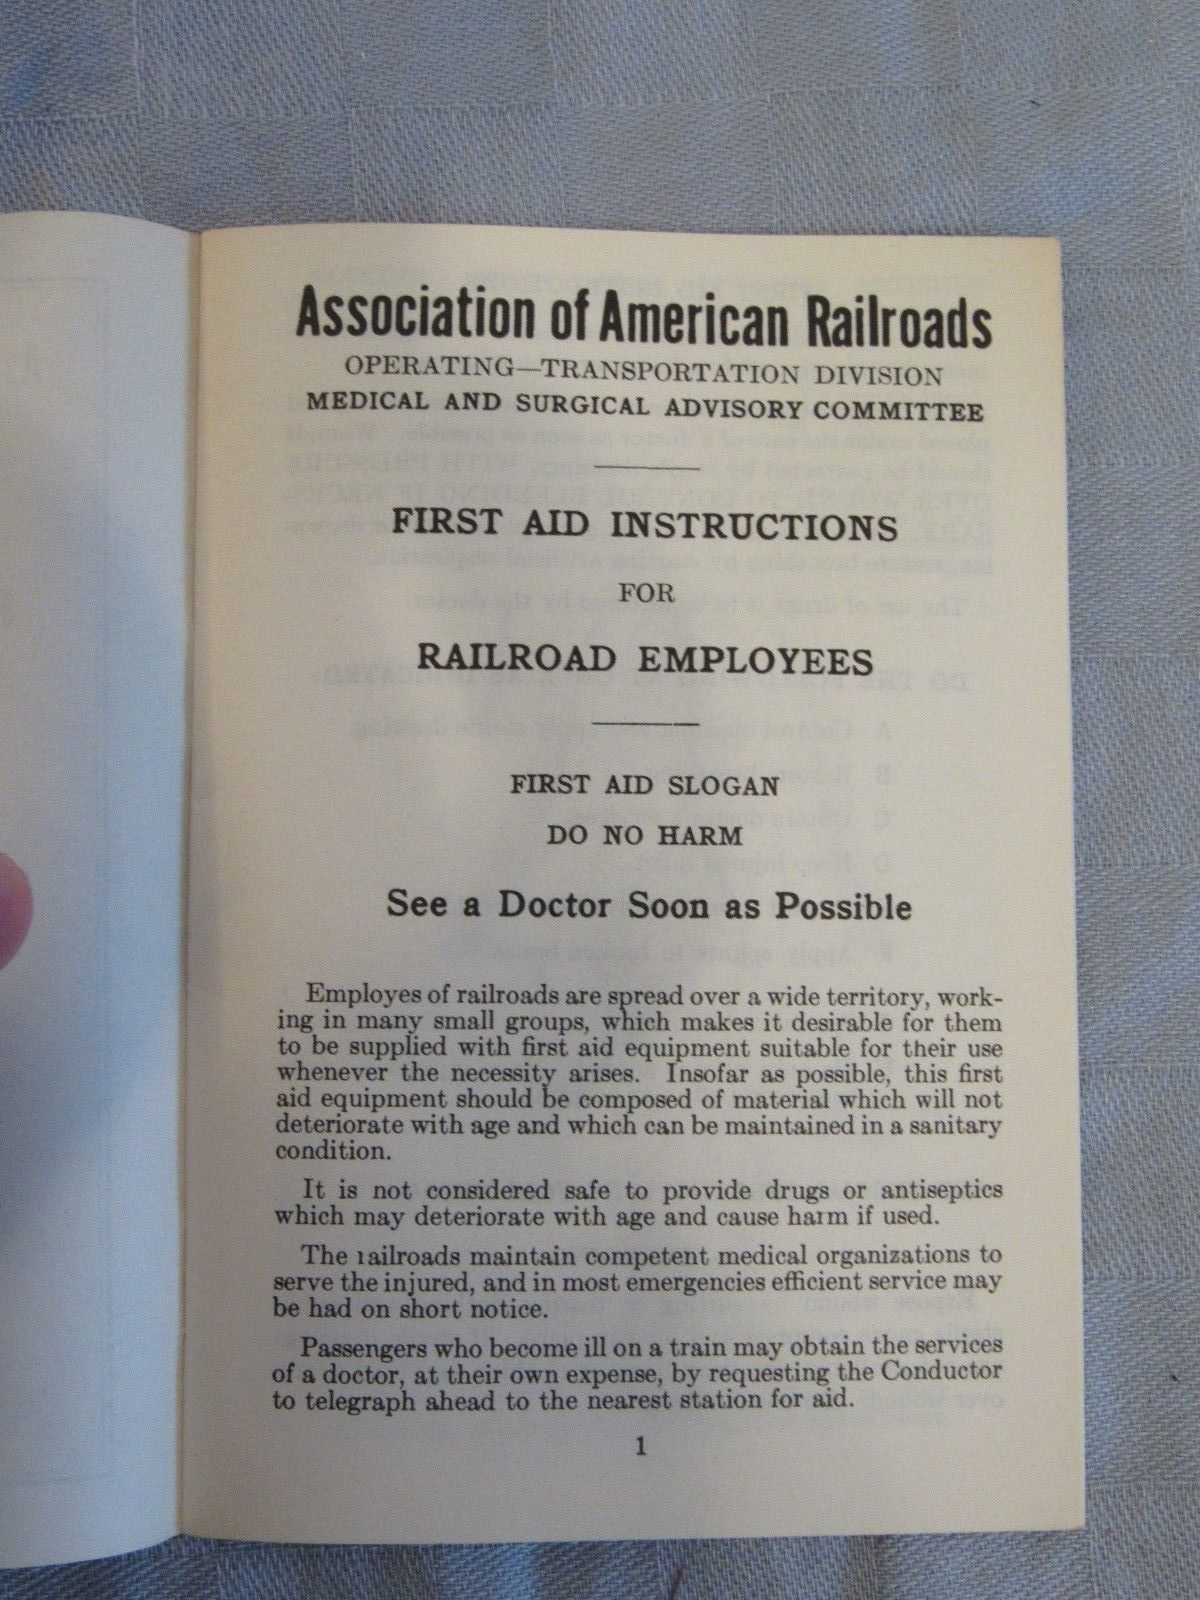 Association of American Railroads
OPERATING—TRANSPORTATION DIVISION
MEDICAL AND SURGICAL ADVISORY COMMITTEE
FIRST AID INSTRUCTIONS
FOR
RAILROAD EMPLOYEES
FIRST AID SLOGAN
DO NO HARM
See a Doctor Soon as Possible
Employes of railroads are spread over a wide territory, work-
ing in many small groups, which makes it desirable for them
to be supplied with first aid equipment suitable for their use
whenever the necessity arises. Insofar as possible, this first
aid equipment should be composed of material which will not
deteriorate with age and which can be maintained in a sanitary
condition.
It is not considered safe to provide drugs or antiseptics
which may deteriorate with age and cause harm if used.
The railroads maintain competent medical organizations to
serve the injured, and in most emergencies efficient service may
be had on short notice.
Passengers who become ill on a train may obtain the services
of a doctor, at their own expense, by requesting the Conductor
to telegraph ahead to the nearest station for aid.
1